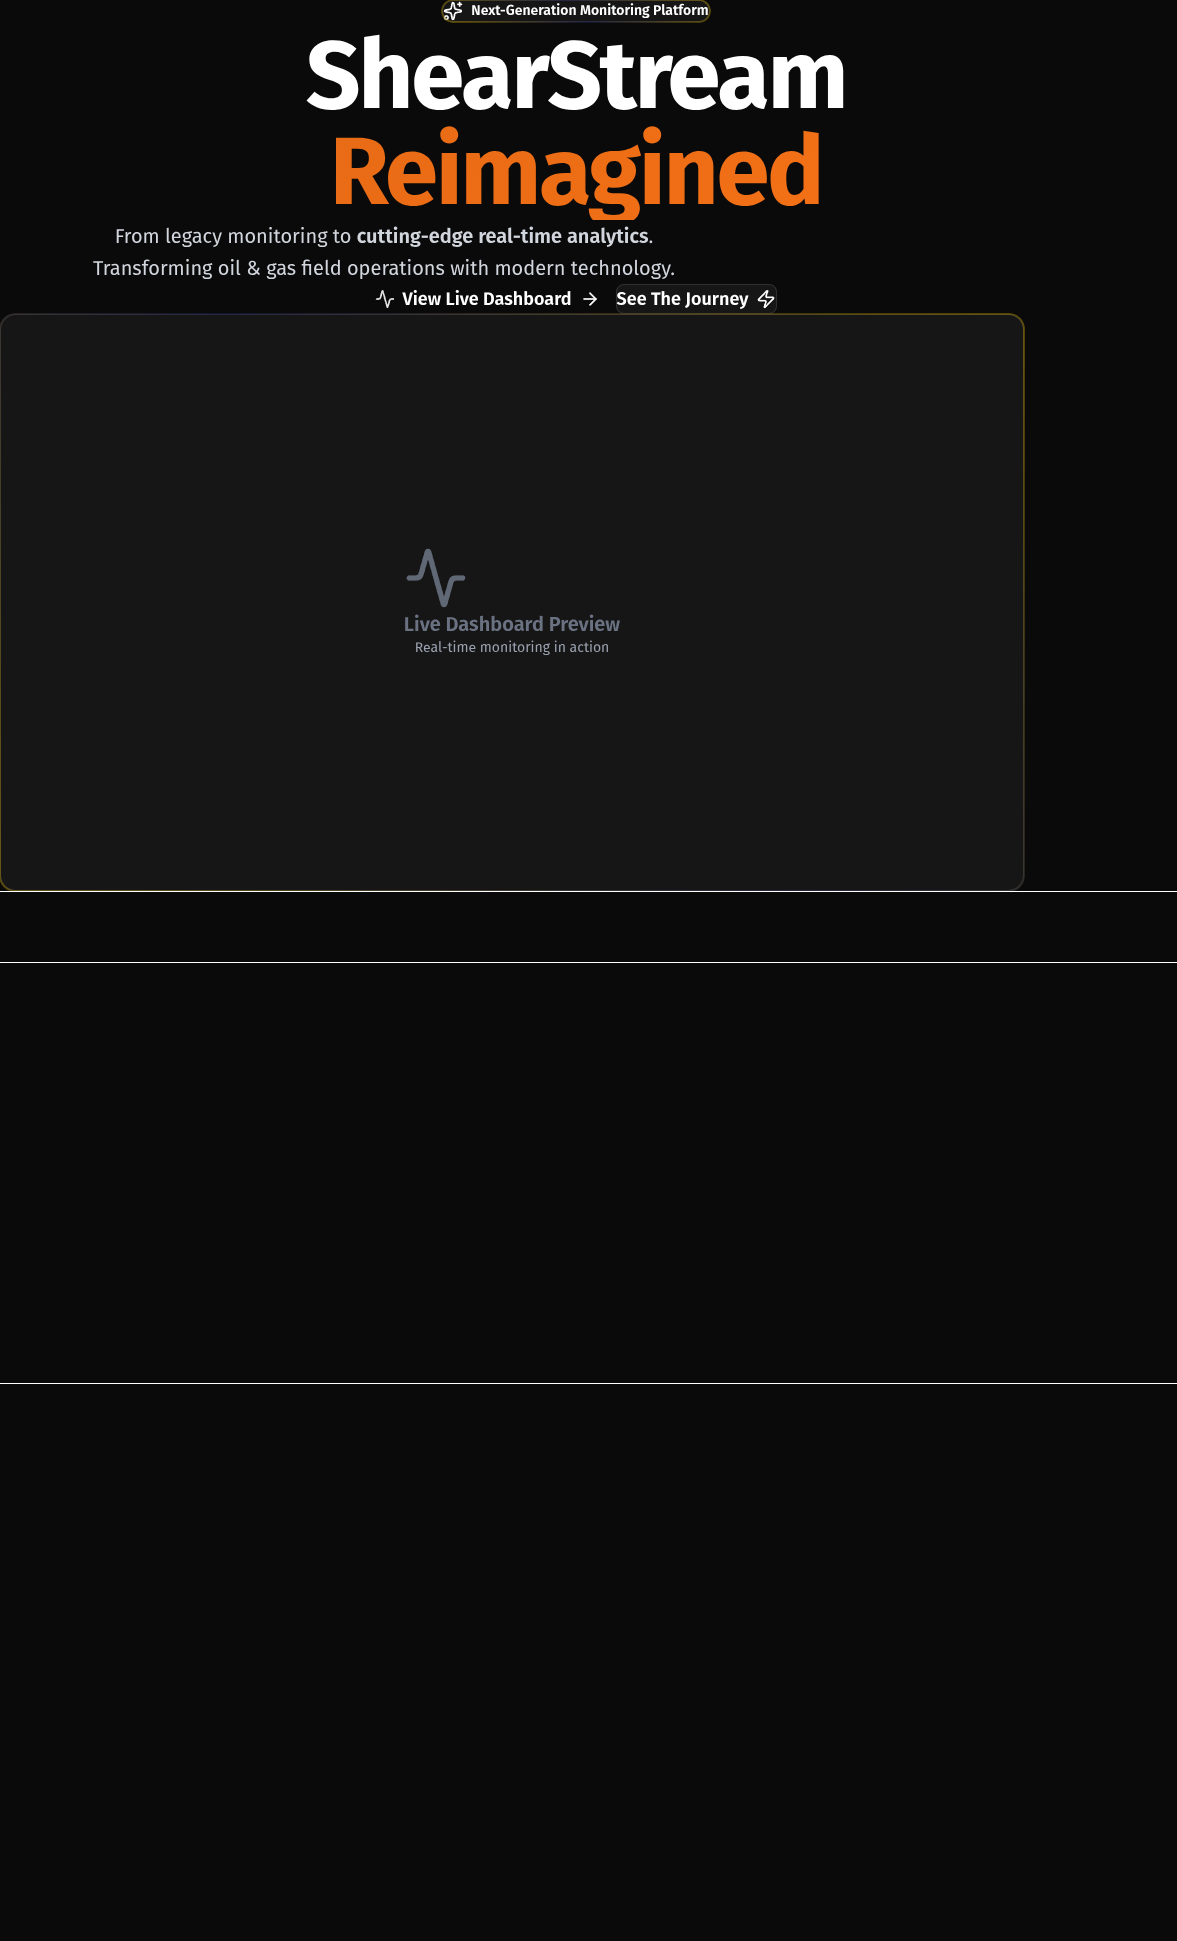 Next-Generation Monitoring Platform
ShearStream
Reimagined
From legacy monitoring to cutting-edge real-time analytics.
Transforming oil & gas field operations with modern technology.
View Live Dashboard
See The Journey
Live Dashboard Preview
Real-time monitoring in action